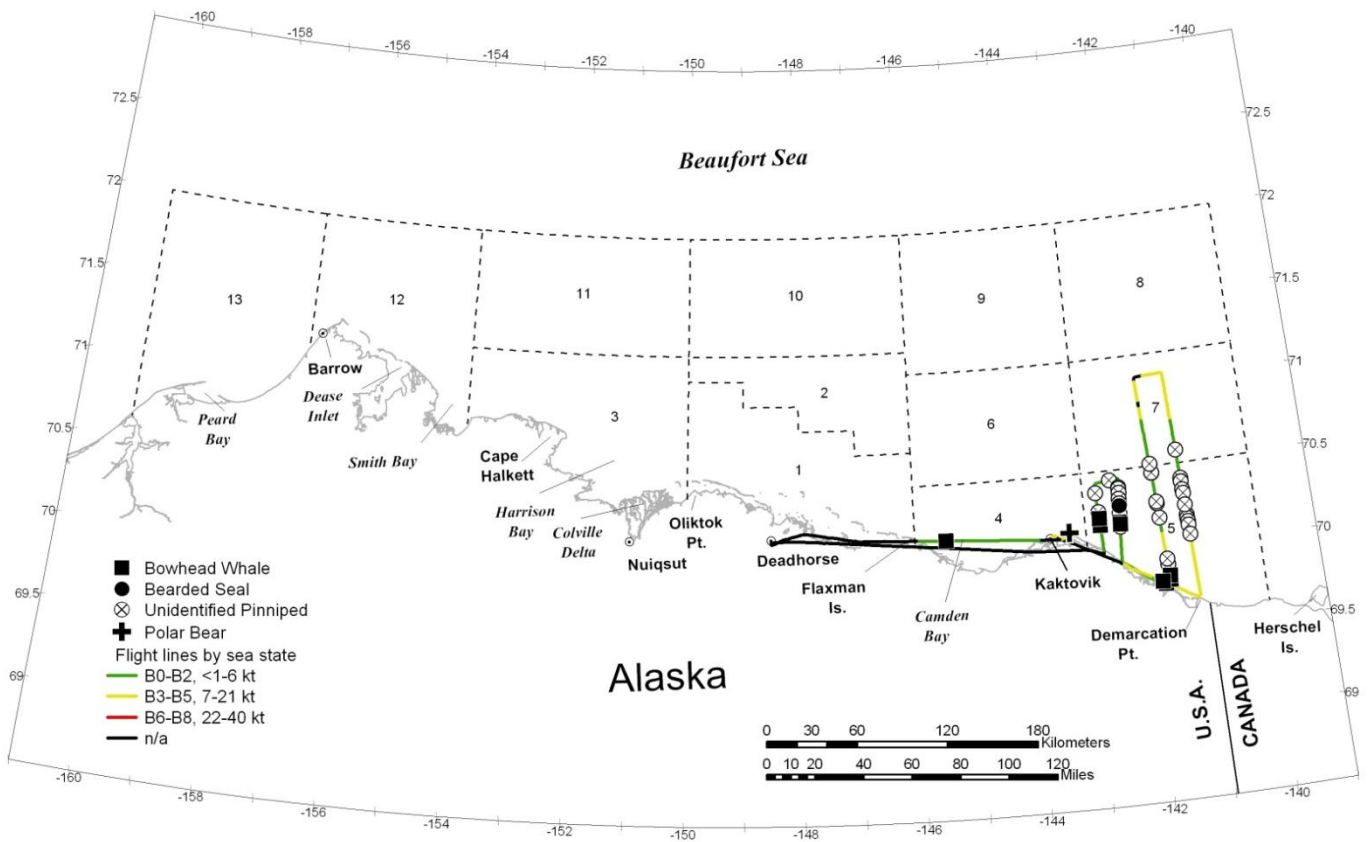 -160
-158
-156
-154
-152
-150
-148
-146
-144
-142
-140
72.5
72.5
72
72
71.5
71.5
71
71
70.5
70.5
70
70
69.5
69.5
69
69
Beaufort Sea
13
12
11
10
9
8
3
2
1
6
7
4
5
Barrow
Dease
Inlet
Peard
Bay
Smith Bay
Cape
Halkett
Harrison
Bay
Colville
Delta
Nuiqsut
Oliktok
Pt.
Deadhorse
Flaxman
Is.
Camden
Bay
Kaktovik
Demarcation
Pt.
Herschel
Is.
Alaska
U.S.A.
CANADA
Bowhead Whale
Bearded Seal
Unidentified Pinniped
Polar Bear
Flight lines by sea state
B0-B2, <1-6 kt
B3-B5, 7-21 kt
B6-B8, 22-40 kt
n/a
0 30 60 120 180
Kilometers
0 10 20 40 60 80 100 120
Miles
-160
-158
-156
-154
-152
-150
-148
-146
-144
-142
-140